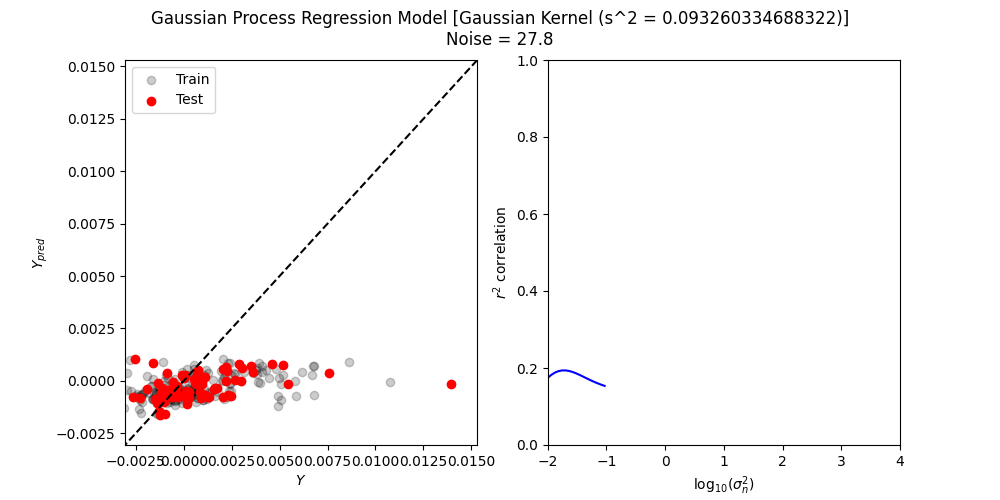 Gaussian Process Regression Model [Gaussian Kernel (s^2 = 0.093260334688322)]
Noise = 27.8
0.0150
0.0125
0.0100
0.0075
0.0050
0.0025
0.0000
−0.0025
Y_pred
Train
Test
−0.0025 0.0000 0.0025 0.0050 0.0075 0.0100 0.0125 0.0150
Y
1.0
0.8
0.6
0.4
0.2
0.0
r² correlation
−2 −1 0 1 2 3 4
log₁₀(σₙ²)